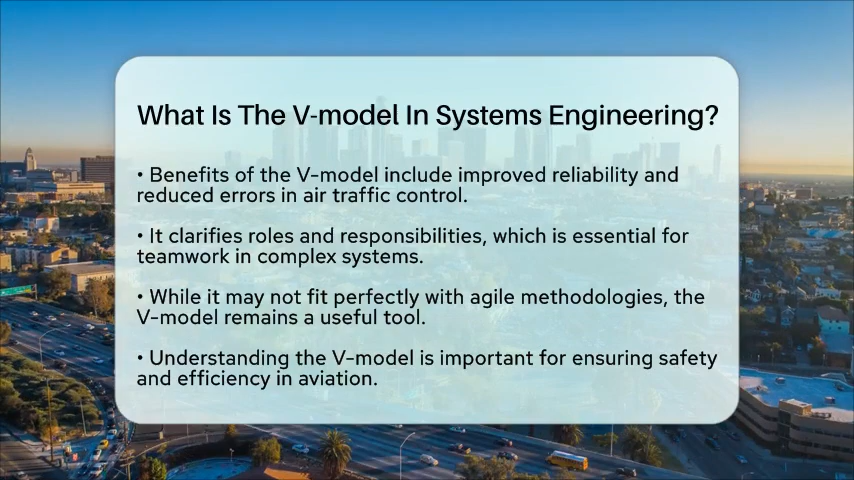 What Is The V-model In Systems Engineering?
• Benefits of the V-model include improved reliability and
reduced errors in air traffic control.
• It clarifies roles and responsibilities, which is essential for
teamwork in complex systems.
• While it may not fit perfectly with agile methodologies, the
V-model remains a useful tool.
• Understanding the V-model is important for ensuring safety
and efficiency in aviation.